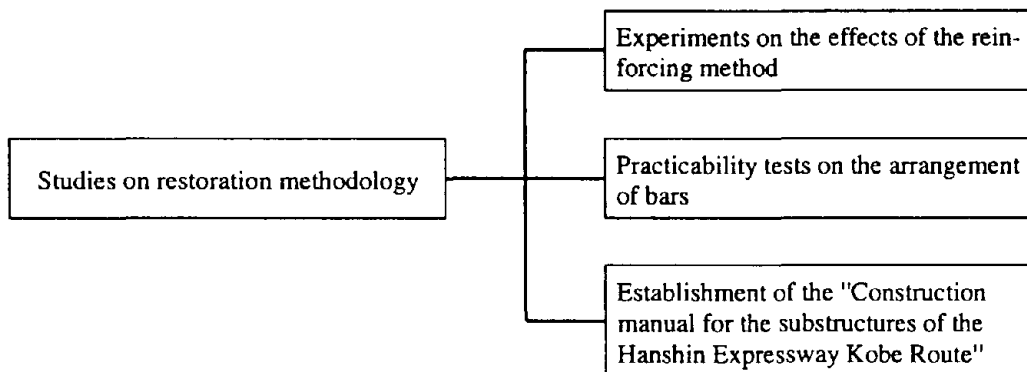 Experiments on the effects of the rein-
forcing method
Studies on restoration methodology
Practicability tests on the arrangement
of bars
Establishment of the "Construction
manual for the substructures of the
Hanshin Expressway Kobe Route"